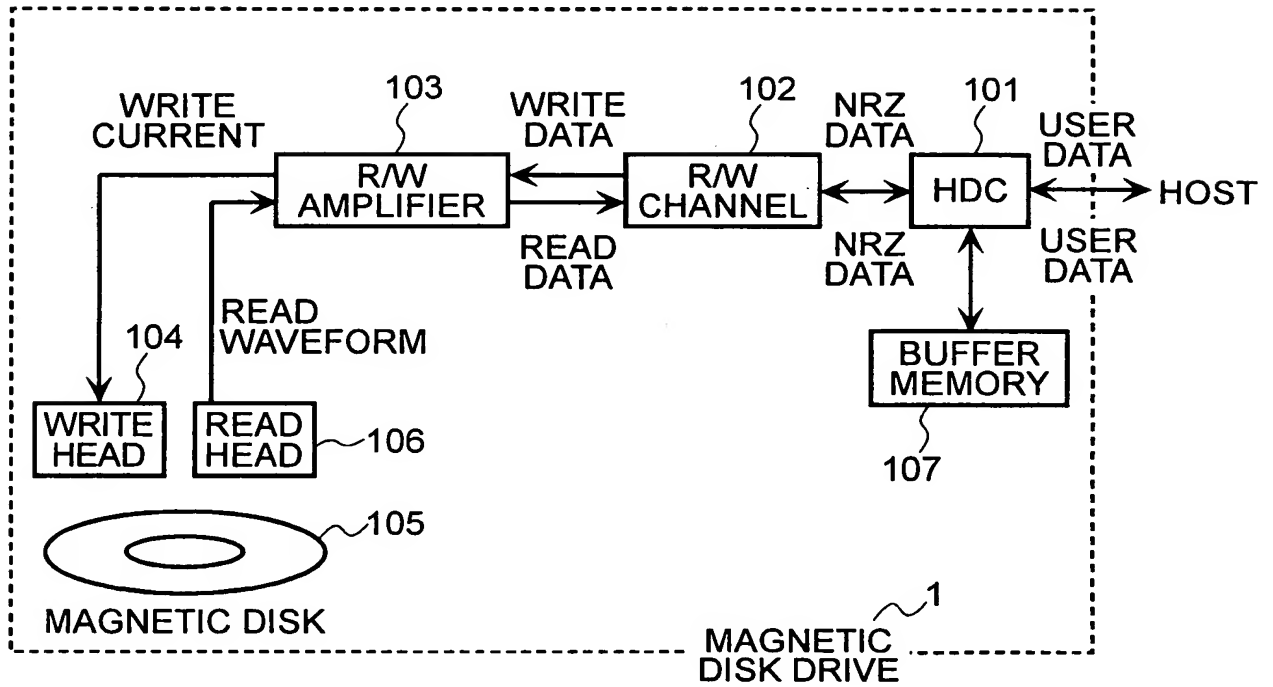 103
102
101
WRITE
CURRENT
WRITE
DATA
NRZ
DATA
USER
DATA
R/W
AMPLIFIER
R/W
CHANNEL
HDC
HOST
READ
DATA
NRZ
DATA
USER
DATA
READ
WAVEFORM
104
WRITE
HEAD
READ
HEAD
106
BUFFER
MEMORY
107
105
MAGNETIC DISK
1
MAGNETIC
DISK DRIVE